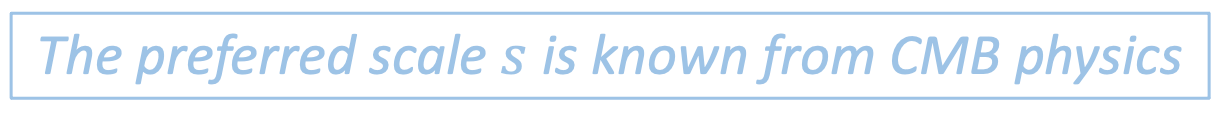 The preferred scale s is known from CMB physics